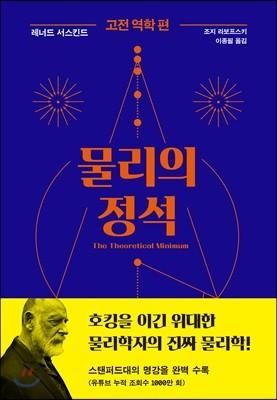 고전 역학 편
레너드 서스킨드
조지 라보프스키
이종필 옮김
물리의
정석
The Theoretical Minimum
호킹을 이긴 위대한
물리학자의 진짜 물리학!
스탠퍼드대의 명강을 완벽 수록
(유튜브 누적 조회수 1000만 회)